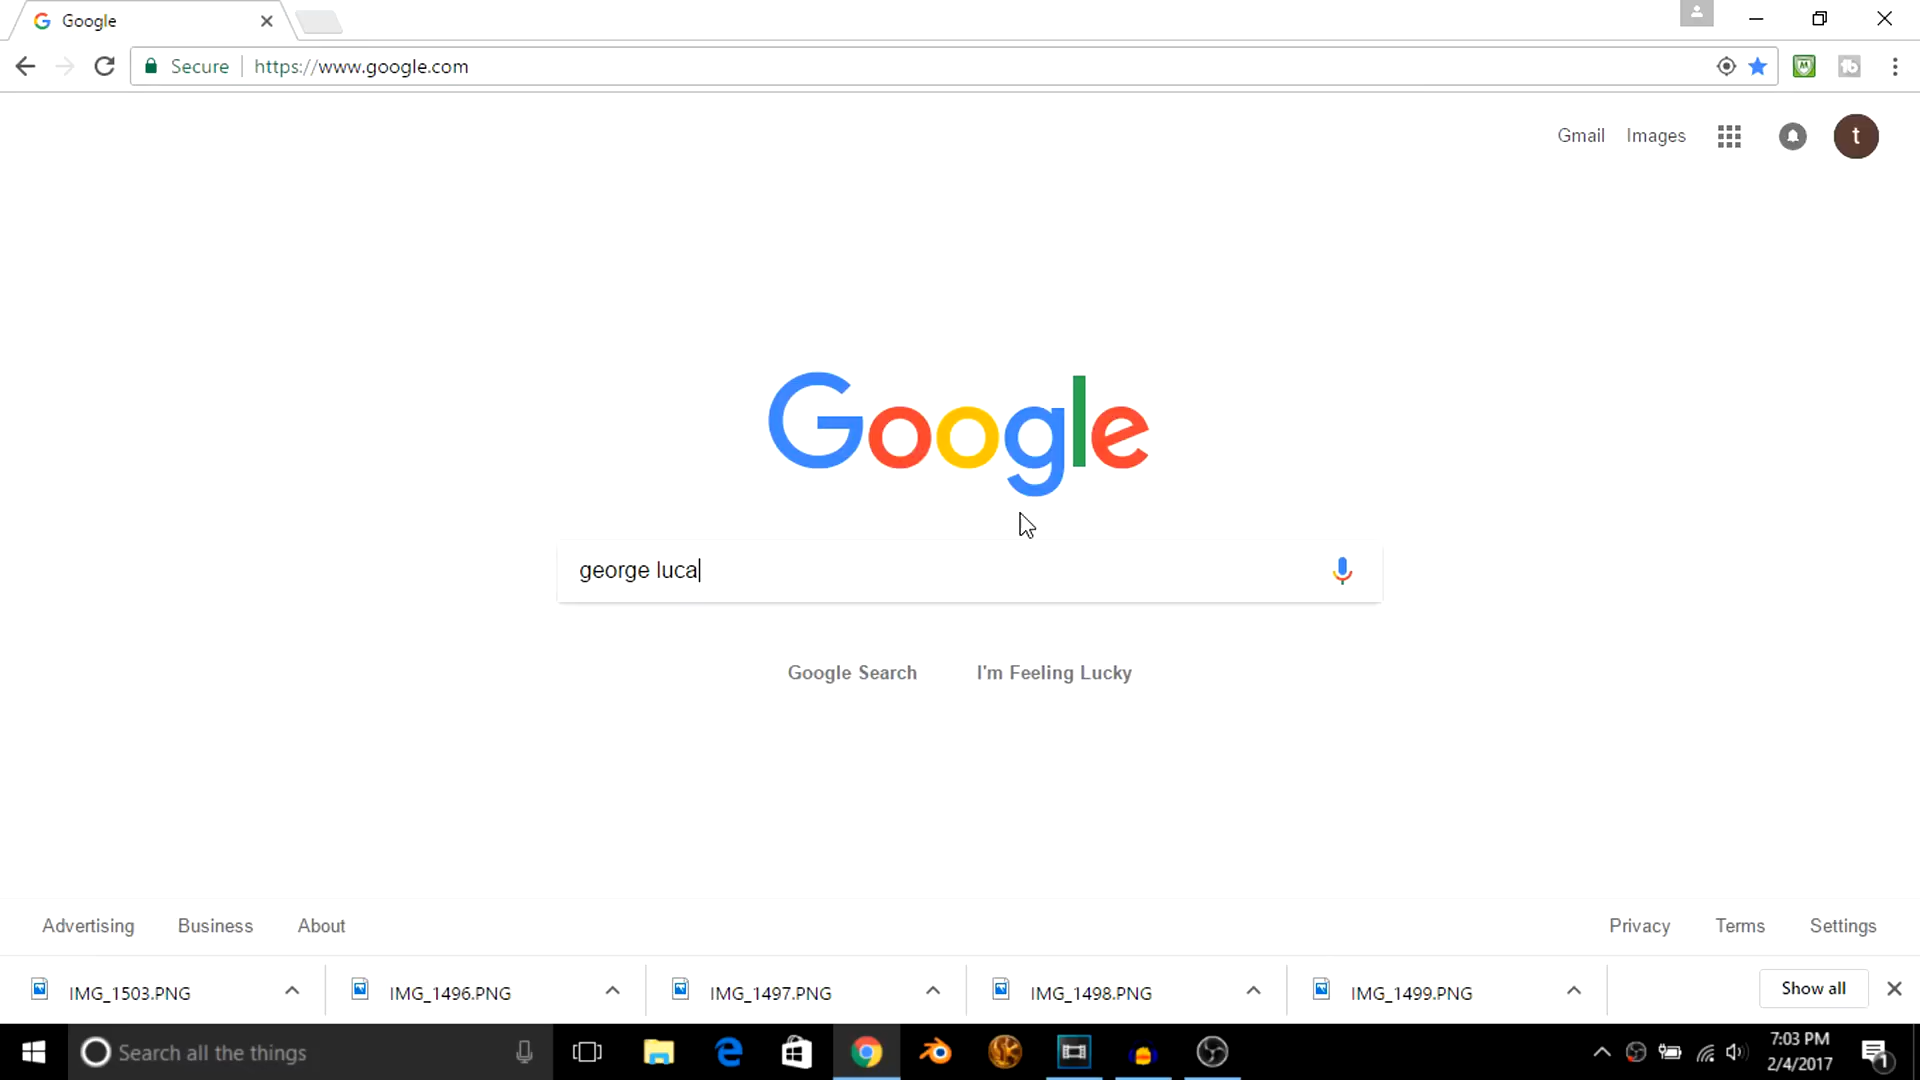 Google
Secure https://www.google.com
Gmail Images t
Google
george luca
Google Search I'm Feeling Lucky
Advertising Business About Privacy Terms Settings
IMG_1503.PNG IMG_1496.PNG IMG_1497.PNG IMG_1498.PNG IMG_1499.PNG Show all
Search all the things
7:03 PM
2/4/2017
1